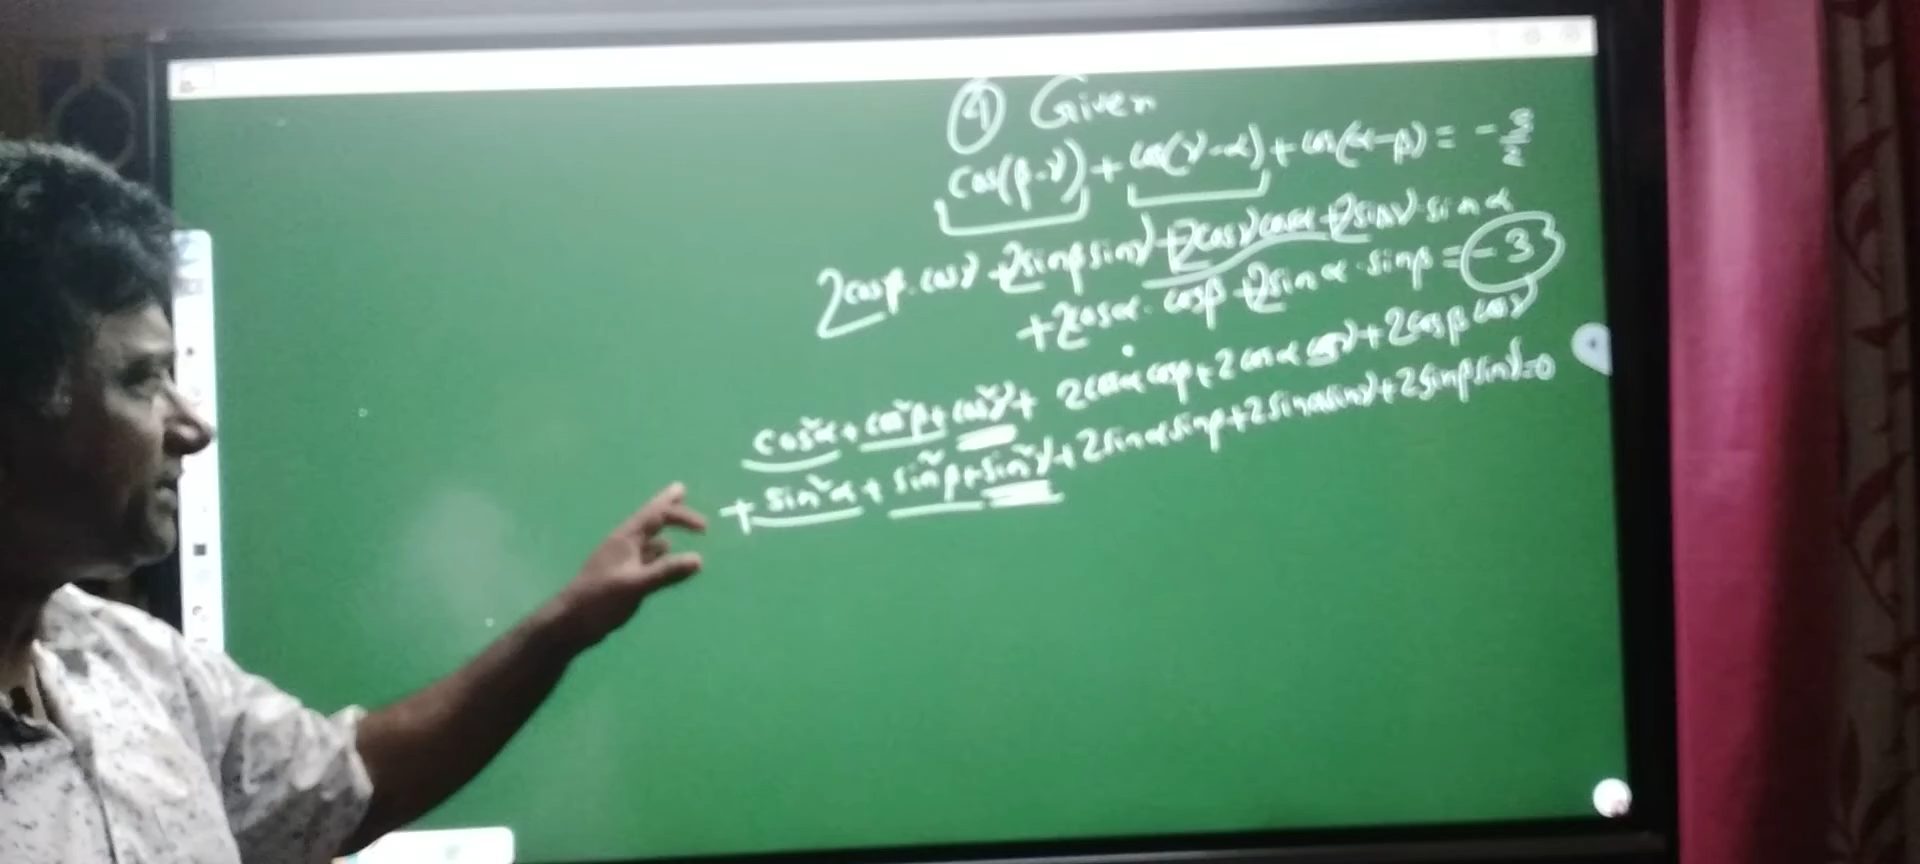 ④ Given
cos(β-γ) + cos(γ-α) + cos(α-β) = -3/2
2cosβ.cosγ + 2sinβsinγ + 2cosγcosα + 2sinγ.sinα
+ 2cosα.cosβ + 2sinα.sinβ = -3
cos²α + cos²β + cos²γ + 2cosαcosβ + 2cosαcosγ + 2cosβcosγ
+ sin²α + sin²β + sin²γ + 2sinαsinβ + 2sinαsinγ + 2sinβsinγ = 0